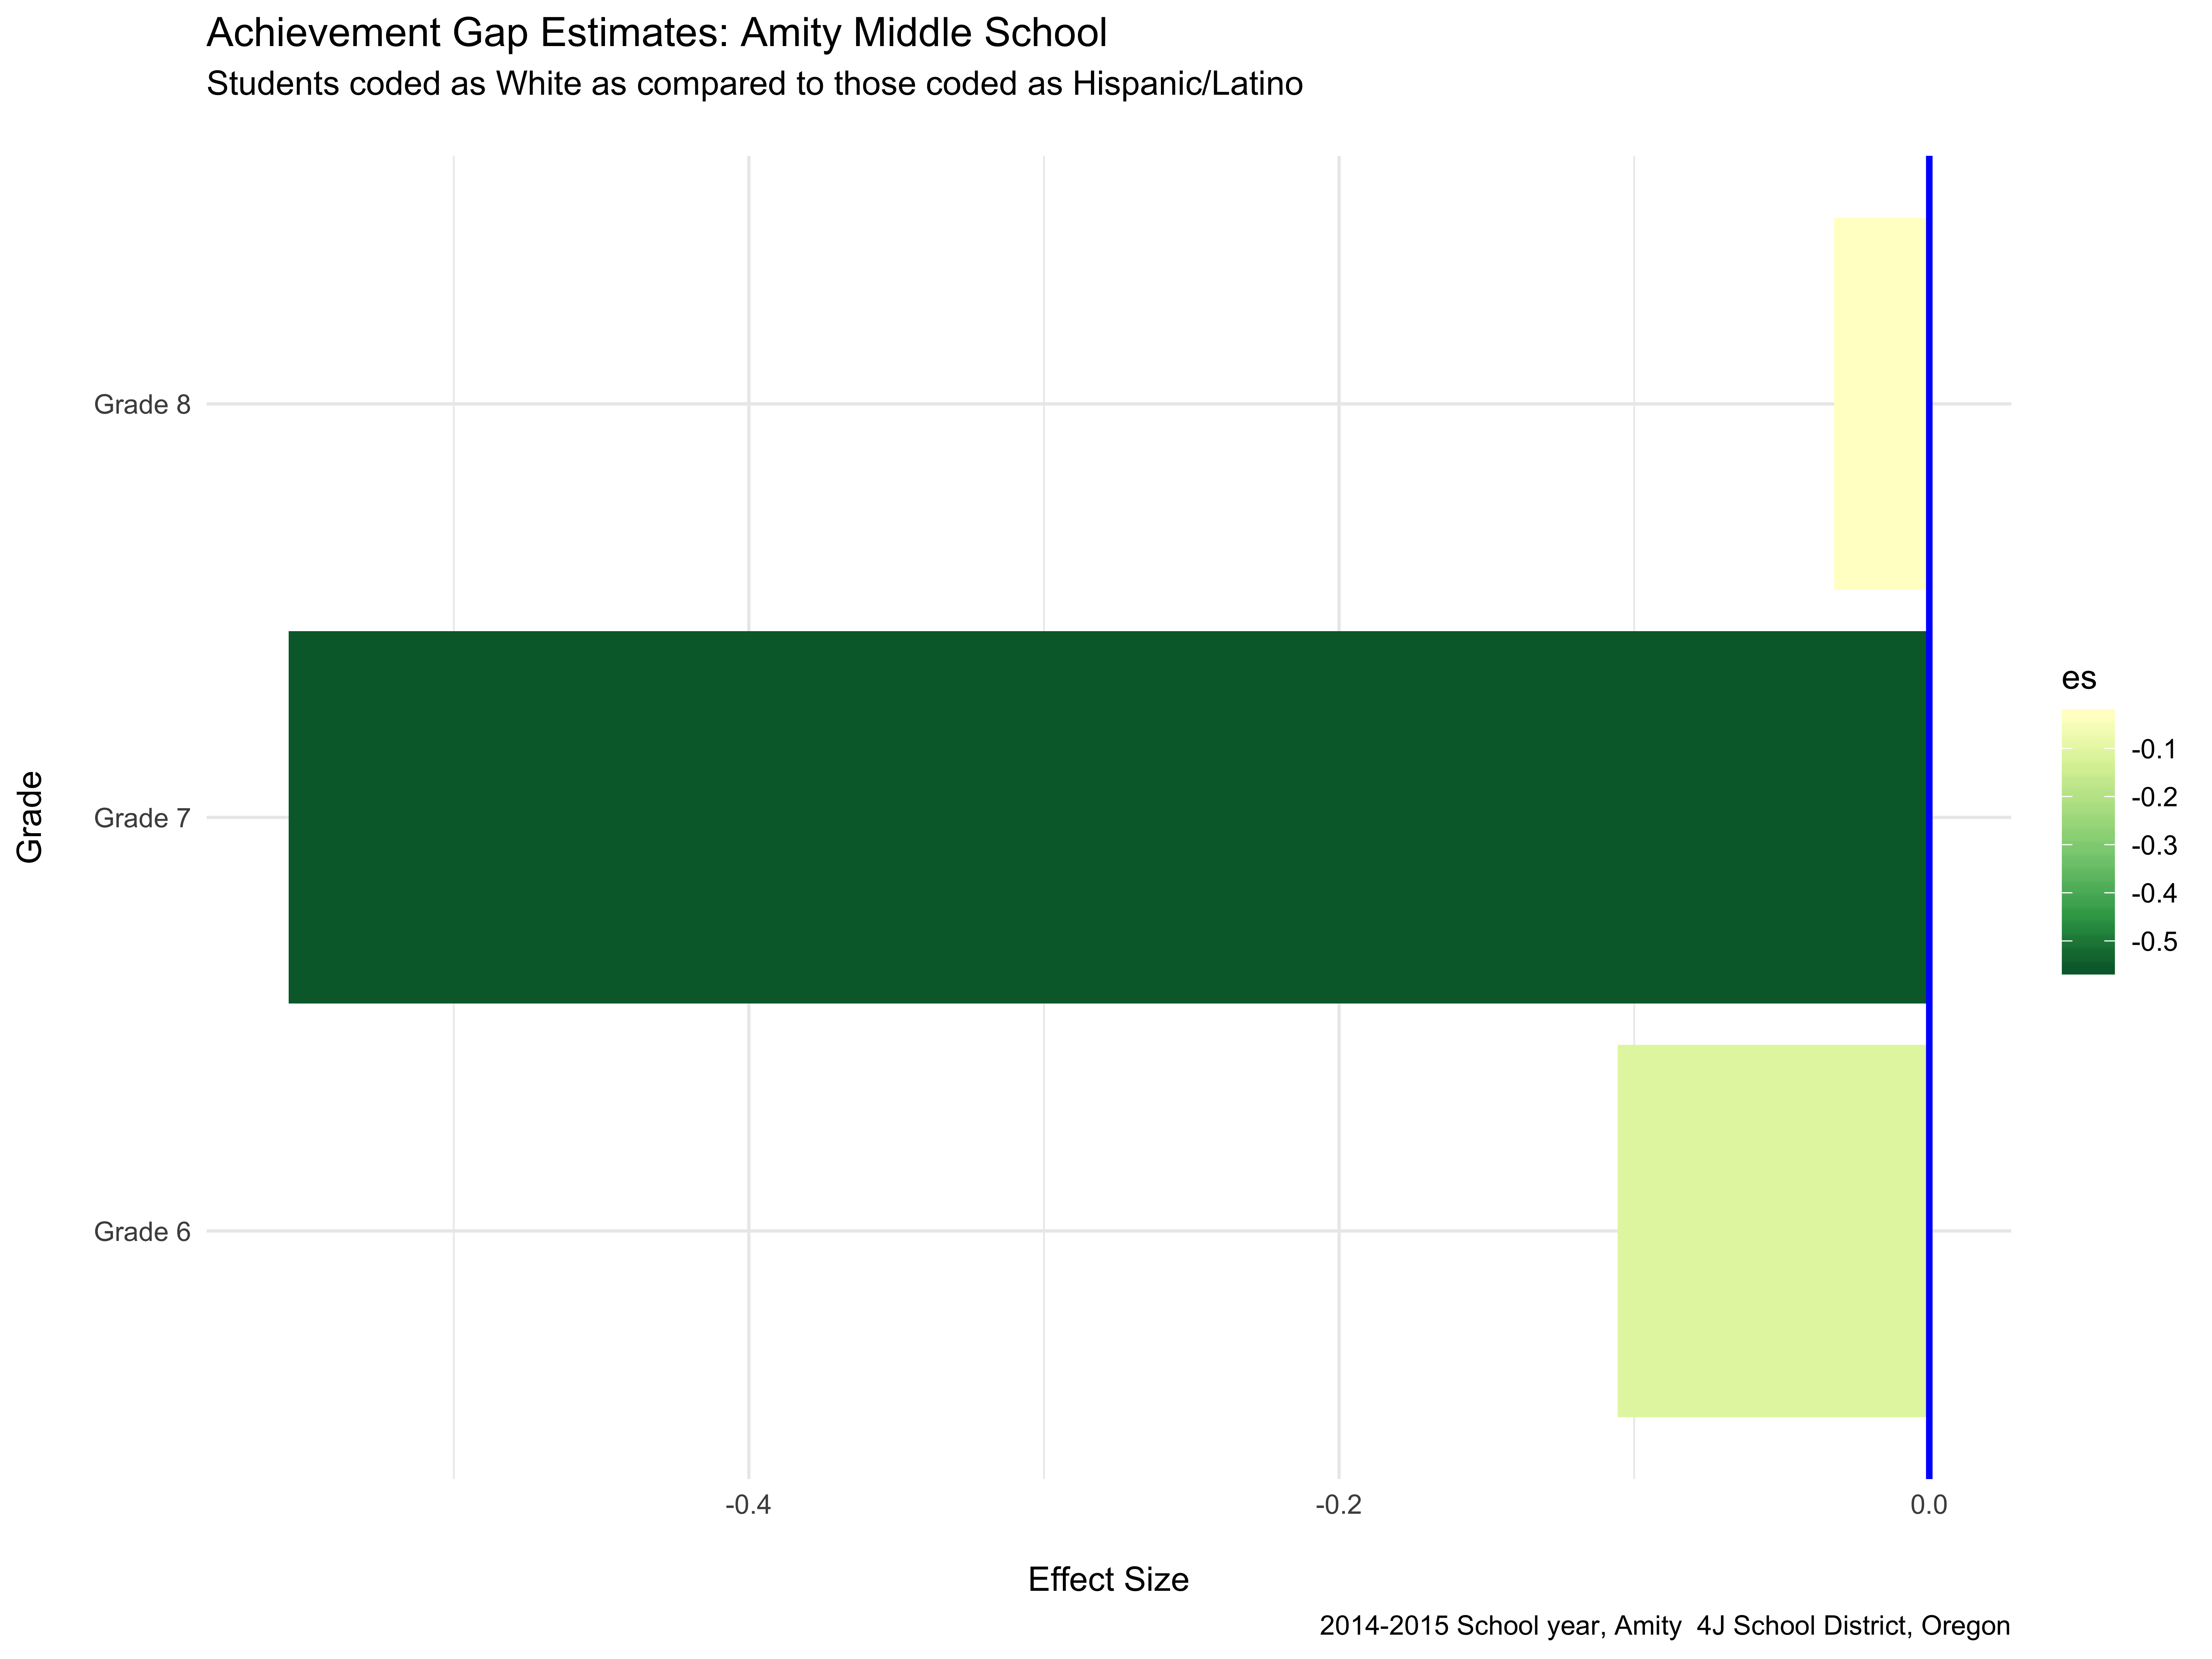 Achievement Gap Estimates: Amity Middle School
Students coded as White as compared to those coded as Hispanic/Latino
Grade 8
Grade 7
Grade 6
Grade
-0.4
-0.2
0.0
Effect Size
es
-0.1
-0.2
-0.3
-0.4
-0.5
2014-2015 School year, Amity  4J School District, Oregon